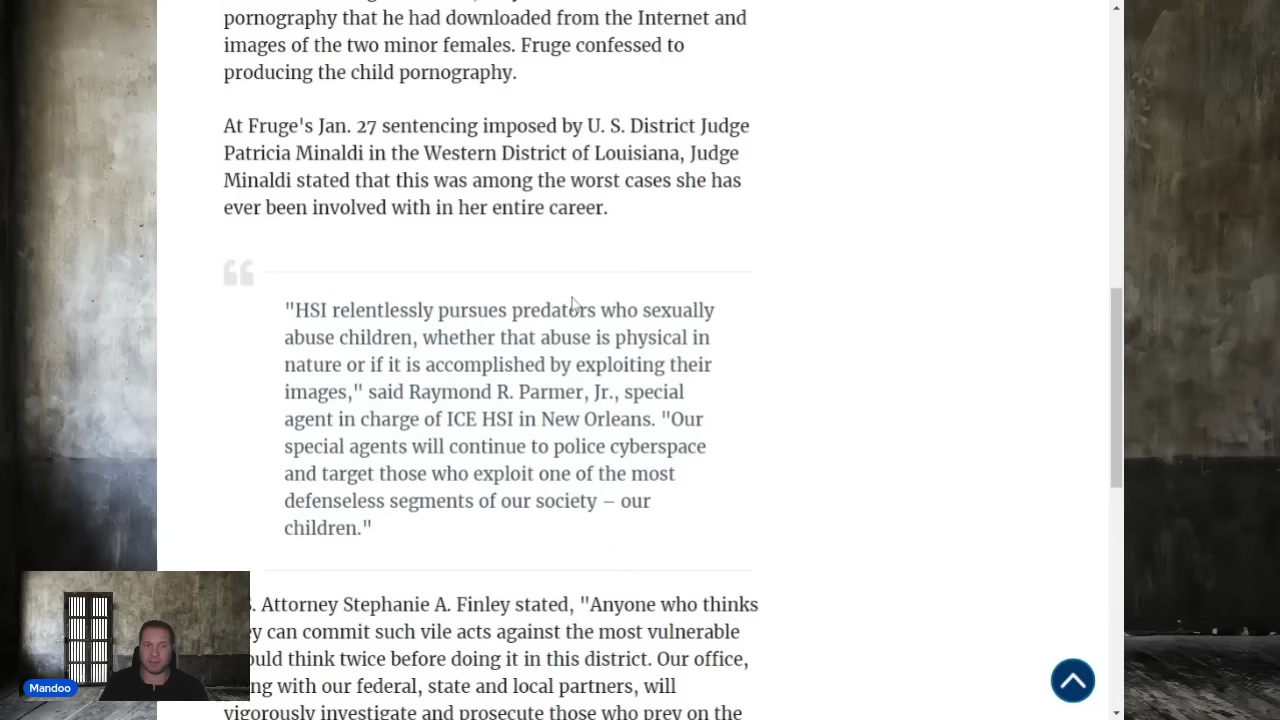 pornography that he had downloaded from the Internet and
images of the two minor females. Fruge confessed to
producing the child pornography.
At Fruge's Jan. 27 sentencing imposed by U. S. District Judge
Patricia Minaldi in the Western District of Louisiana, Judge
Minaldi stated that this was among the worst cases she has
ever been involved with in her entire career.
"HSI relentlessly pursues predators who sexually
abuse children, whether that abuse is physical in
nature or if it is accomplished by exploiting their
images," said Raymond R. Parmer, Jr., special
agent in charge of ICE HSI in New Orleans. "Our
special agents will continue to police cyberspace
and target those who exploit one of the most
defenseless segments of our society – our
children."
Attorney Stephanie A. Finley stated, "Anyone who thinks
can commit such vile acts against the most vulnerable
think twice before doing it in this district. Our office,
with our federal, state and local partners, will
vigorously investigate and prosecute those who prey on the
Mandoo